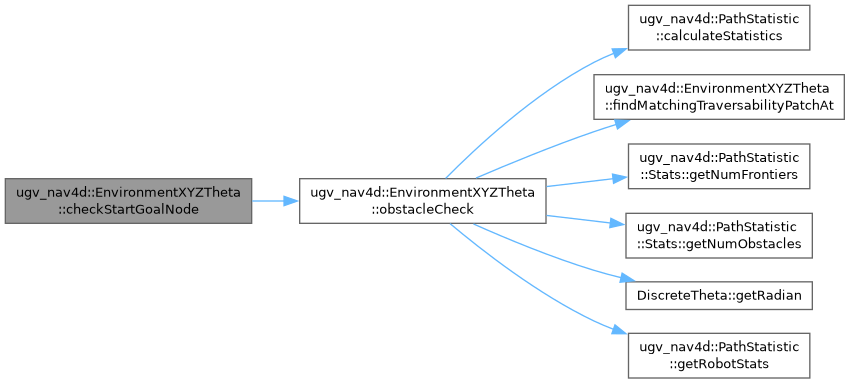 ugv_nav4d::EnvironmentXYZTheta
::checkStartGoalNode
ugv_nav4d::EnvironmentXYZTheta
::obstacleCheck
ugv_nav4d::PathStatistic
::calculateStatistics
ugv_nav4d::EnvironmentXYZTheta
::findMatchingTraversabilityPatchAt
ugv_nav4d::PathStatistic
::Stats::getNumFrontiers
ugv_nav4d::PathStatistic
::Stats::getNumObstacles
DiscreteTheta::getRadian
ugv_nav4d::PathStatistic
::getRobotStats